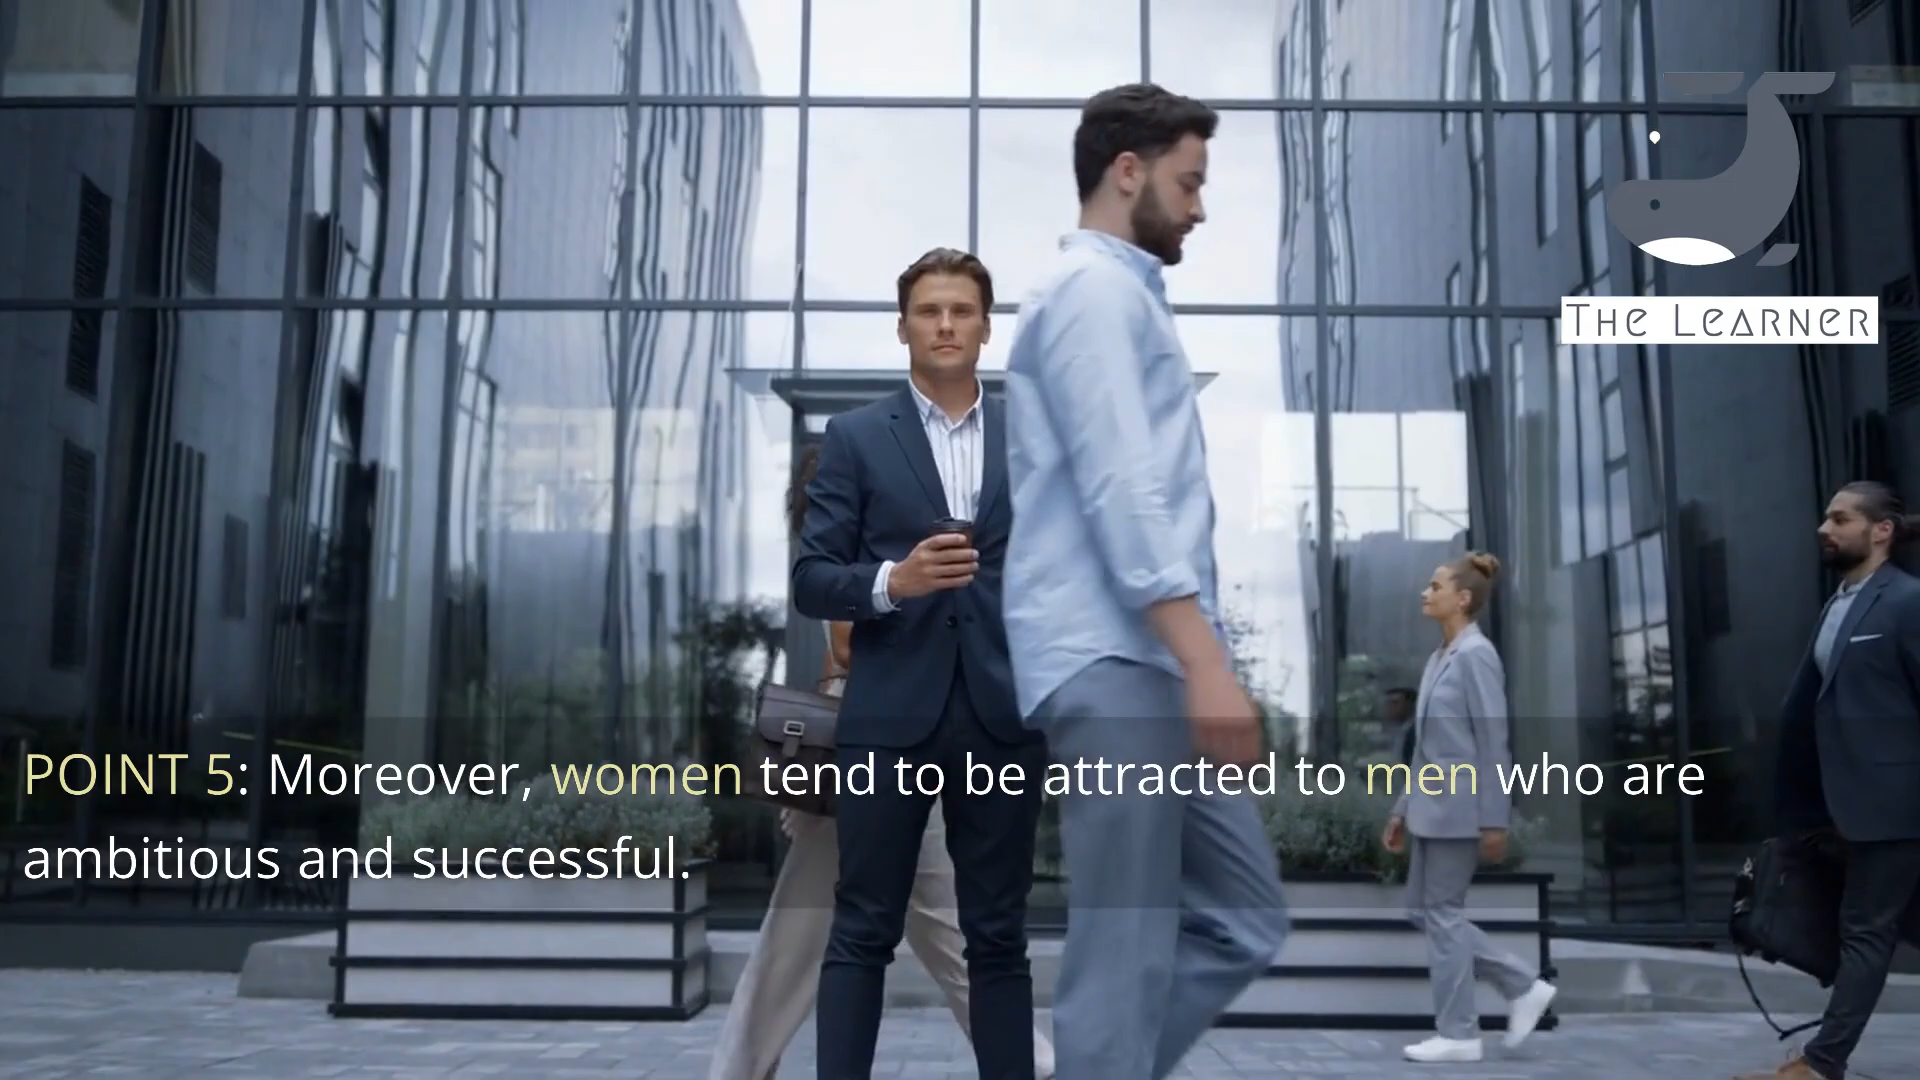 THE LEARNER
POINT 5: Moreover, women tend to be attracted to men who are
ambitious and successful.